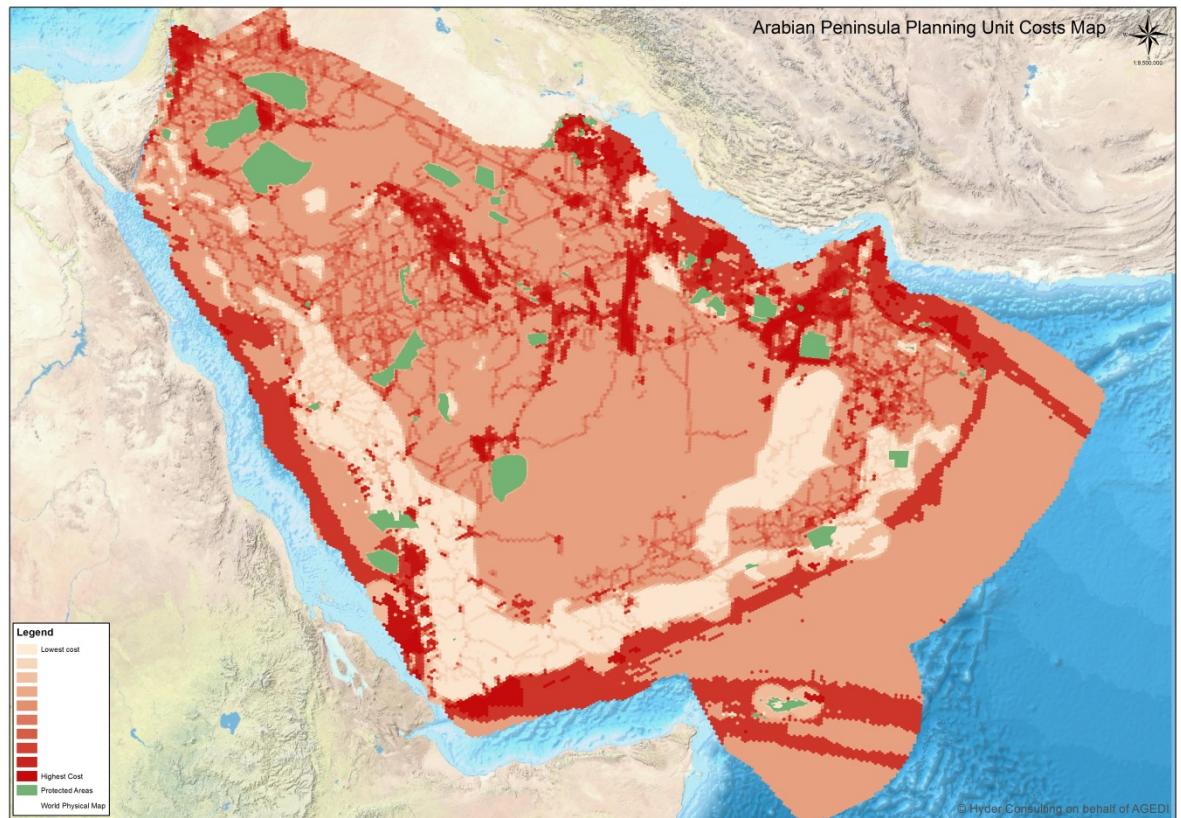 Arabian Peninsula Planning Unit Costs Map
1:8,500,000
Legend
Lowest cost
Highest Cost
Protected Areas
World Physical Map
© Hyder Consulting on behalf of AGEDI